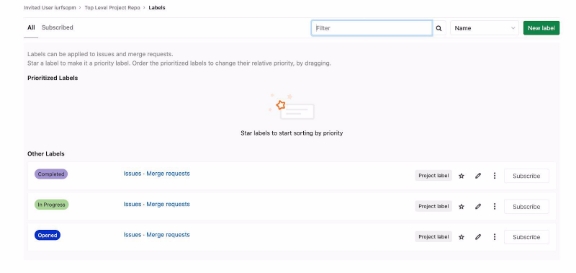 Invited User lurfsqpm > Top Level Project Repo > Labels
All Subscribed Filter Name New label
Labels can be applied to issues and merge requests.
Star a label to make it a priority label. Order the prioritized labels to change their relative priority, by dragging.
Prioritized Labels
Star labels to start sorting by priority
Other Labels
Completed Issues · Merge requests Project label Subscribe
In Progress Issues · Merge requests Project label Subscribe
Opened Issues · Merge requests Project label Subscribe